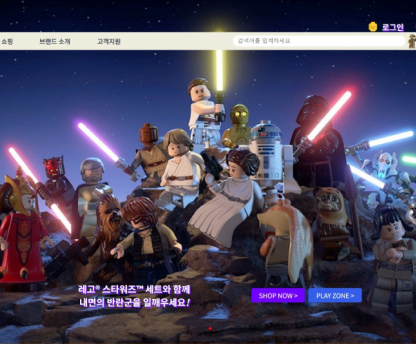 로그인
쇼핑
브랜드 소개
고객지원
검색어를 입력하세요
레고® 스타워즈™ 세트와 함께
내면의 반란군을 일깨우세요!
SHOP NOW >
PLAY ZONE >